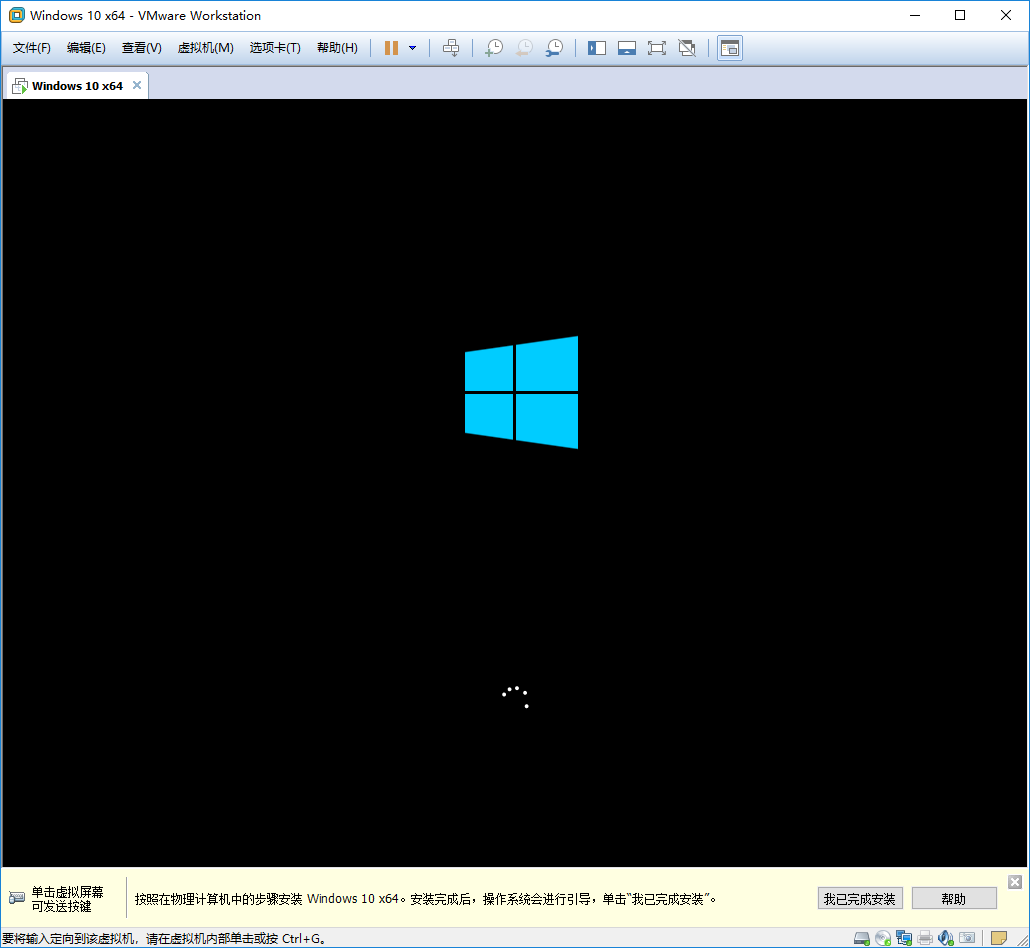 Windows 10 x64 - VMware Workstation
文件(F) 编辑(E) 查看(V) 虚拟机(M) 选项卡(T) 帮助(H)
Windows 10 x64
单击虚拟屏幕
可发送按键
按照在物理计算机中的步骤安装 Windows 10 x64。安装完成后，操作系统会进行引导，单击“我已完成安装”。
我已完成安装 帮助
要将输入定向到该虚拟机，请在虚拟机内部单击或按 Ctrl+G。